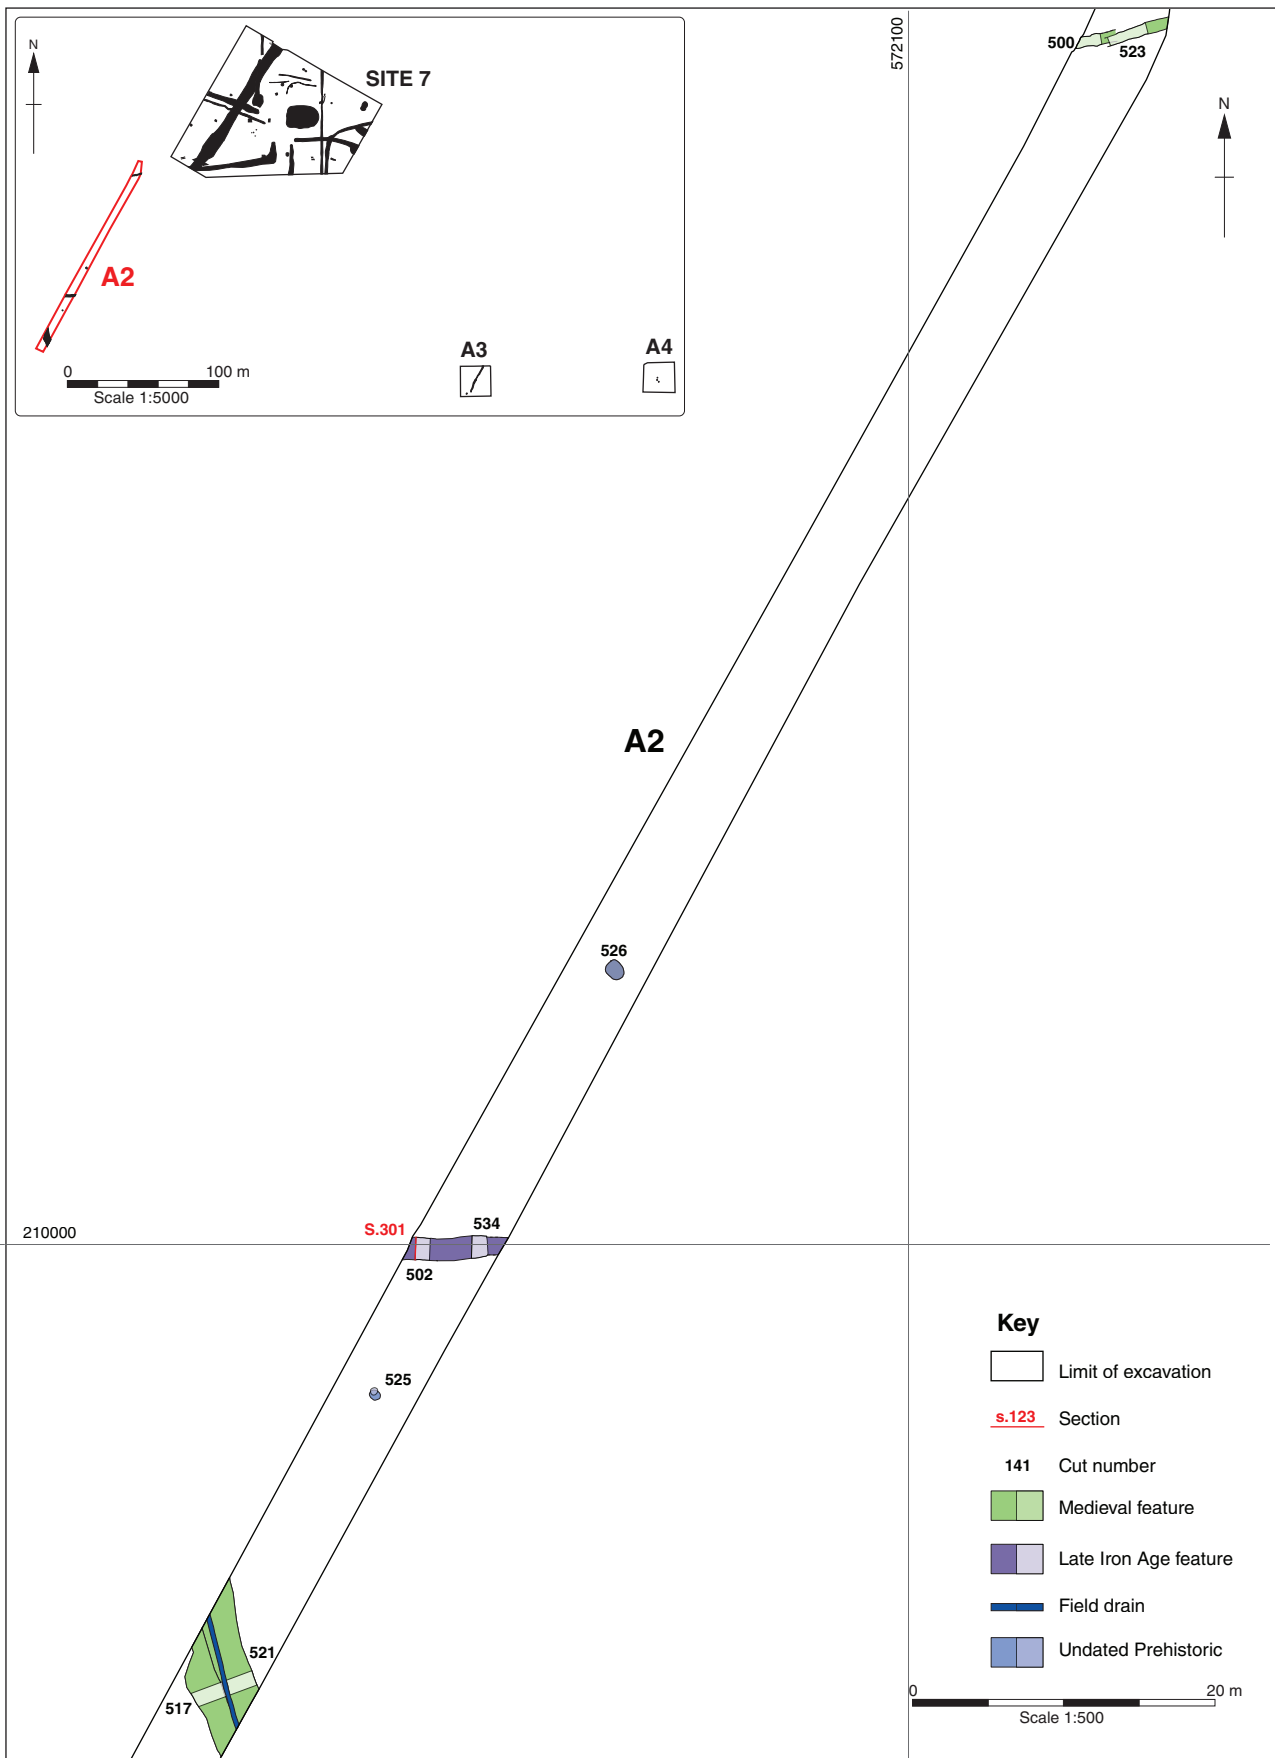 N
SITE 7
A2
0 100 m
Scale 1:5000
A3
A4
572100
500
523
N
A2
526
210000
S.301
534
502
525
521
517
Key
Limit of excavation
s.123 Section
141 Cut number
Medieval feature
Late Iron Age feature
Field drain
Undated Prehistoric
0 20 m
Scale 1:500